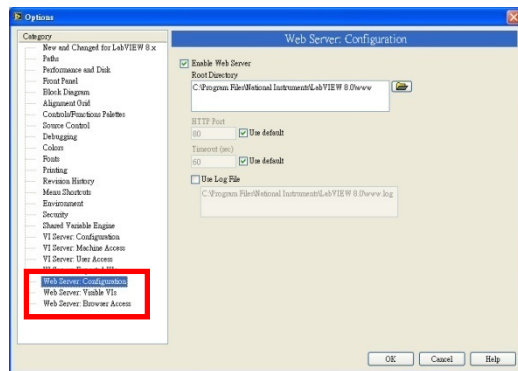 Options
Category
New and Changed for LabVIEW 8.x
Paths
Performance and Disk
Front Panel
Block Diagram
Alignment Grid
Controls/Functions Palettes
Source Control
Debugging
Colors
Fonts
Printing
Revision History
Menu Shortcuts
Environment
Security
Shared Variable Engine
VI Server: Configuration
VI Server: Machine Access
VI Server: User Access
Web Server: Configuration
Web Server: Visible VIs
Web Server: Browser Access
Web Server: Configuration
Enable Web Server
Root Directory
C:\Program Files\National Instruments\LabVIEW 8.0\www
HTTP Port
80 Use default
Timeout (sec)
60 Use default
Use Log File
C:\Program Files\National Instruments\LabVIEW 8.0\www.log
OK Cancel Help